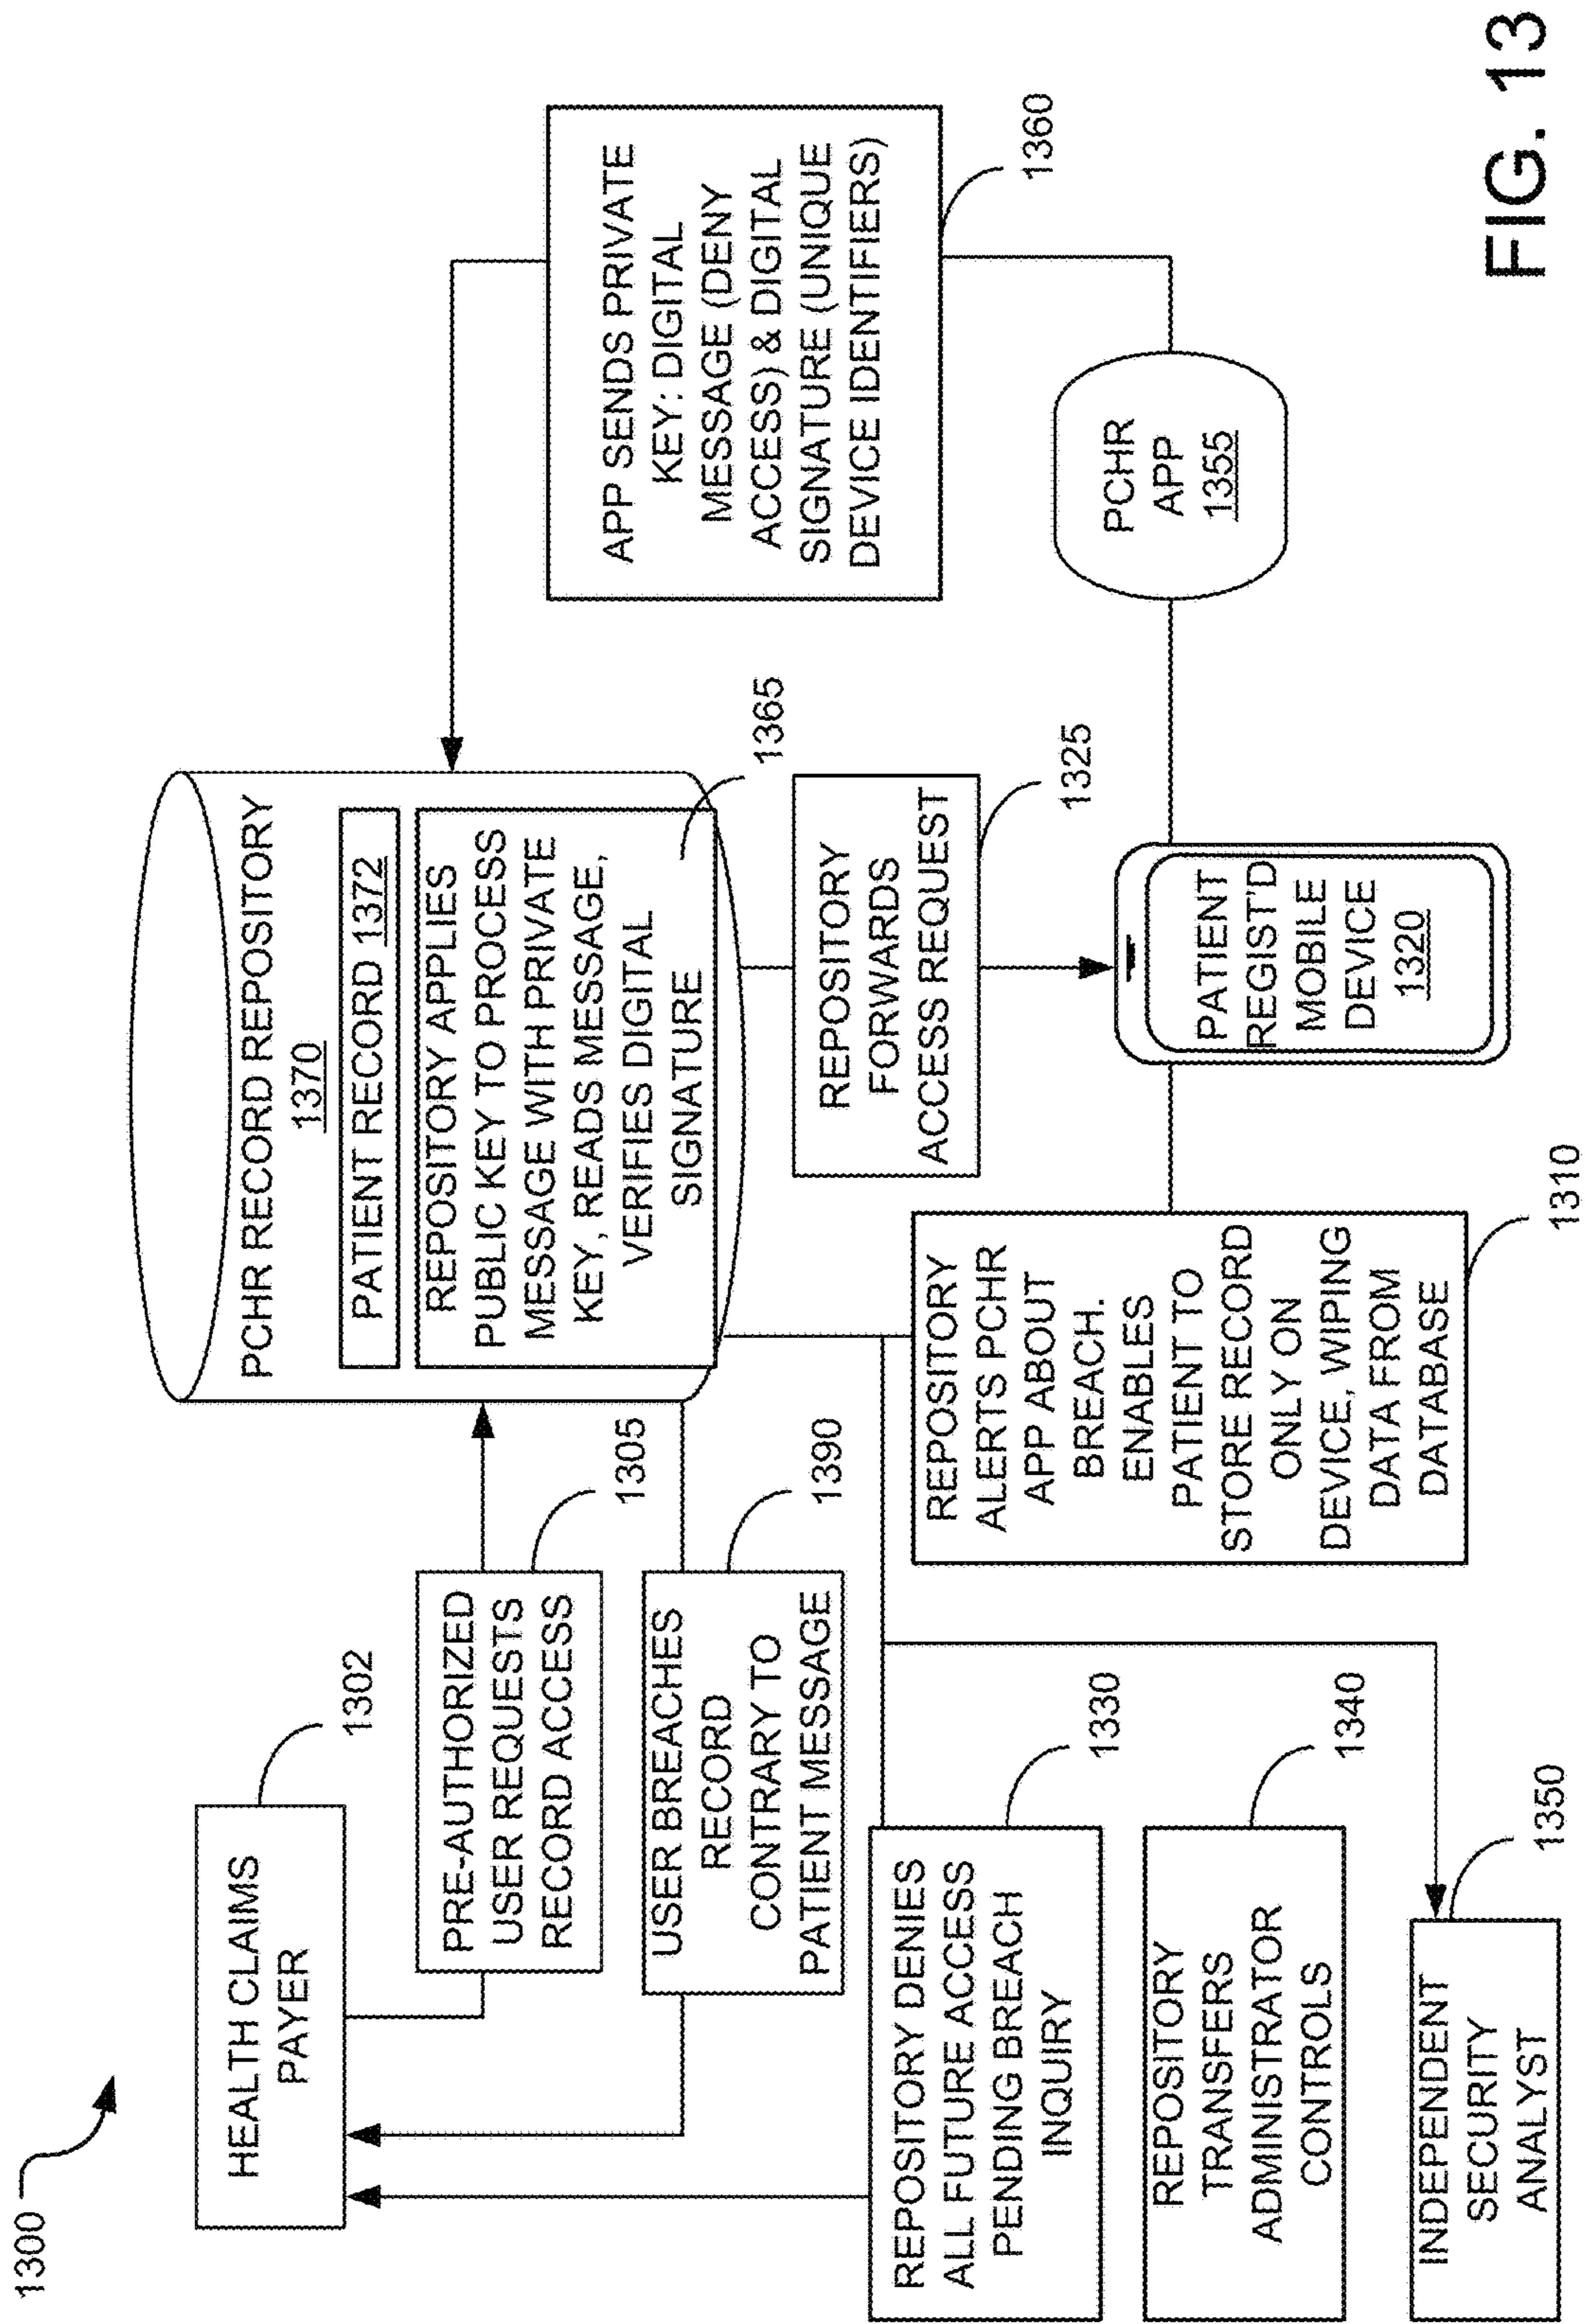 1300
HEALTH CLAIMS
PAYER
1302
PRE-AUTHORIZED
USER REQUESTS
RECORD ACCESS
1305
USER BREACHES
RECORD
CONTRARY TO
PATIENT MESSAGE
1390
REPOSITORY DENIES
ALL FUTURE ACCESS
PENDING BREACH
INQUIRY
1330
REPOSITORY
TRANSFERS
ADMINISTRATOR
CONTROLS
1340
INDEPENDENT
SECURITY
ANALYST
1350
PCHR RECORD REPOSITORY
1370
PATIENT RECORD 1372
REPOSITORY APPLIES
PUBLIC KEY TO PROCESS
MESSAGE WITH PRIVATE
KEY, READS MESSAGE,
VERIFIES DIGITAL
SIGNATURE
1365
REPOSITORY
FORWARDS
ACCESS REQUEST
1325
REPOSITORY
ALERTS PCHR
APP ABOUT
BREACH.
ENABLES
PATIENT TO
STORE RECORD
ONLY ON
DEVICE, WIPING
DATA FROM
DATABASE
1310
PATIENT
REGIST'D
MOBILE
DEVICE
1320
APP SENDS PRIVATE
KEY: DIGITAL
MESSAGE (DENY
ACCESS) & DIGITAL
SIGNATURE (UNIQUE
DEVICE IDENTIFIERS)
1360
PCHR
APP
1355
FIG. 13